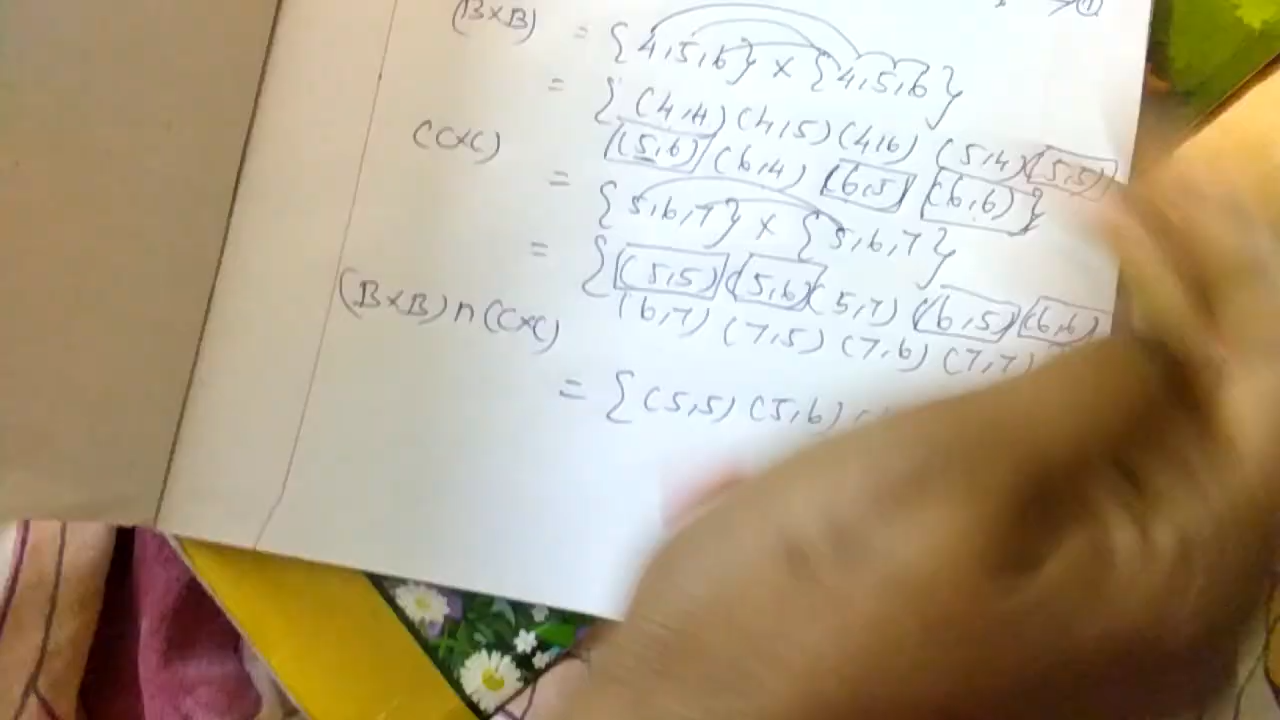 (B×B) = {4,5,6} × {4,5,6}
= {(4,4) (4,5) (4,6) (5,4) (5,5)
(5,6) (6,4) (6,5) (6,6)}
(C×C) = {5,6,7} × {5,6,7}
= {(5,5) (5,6) (5,7) (6,5) (6,6)
(6,7) (7,5) (7,6) (7,7)
(B×B) ∩ (C×C)
= {(5,5) (5,6)